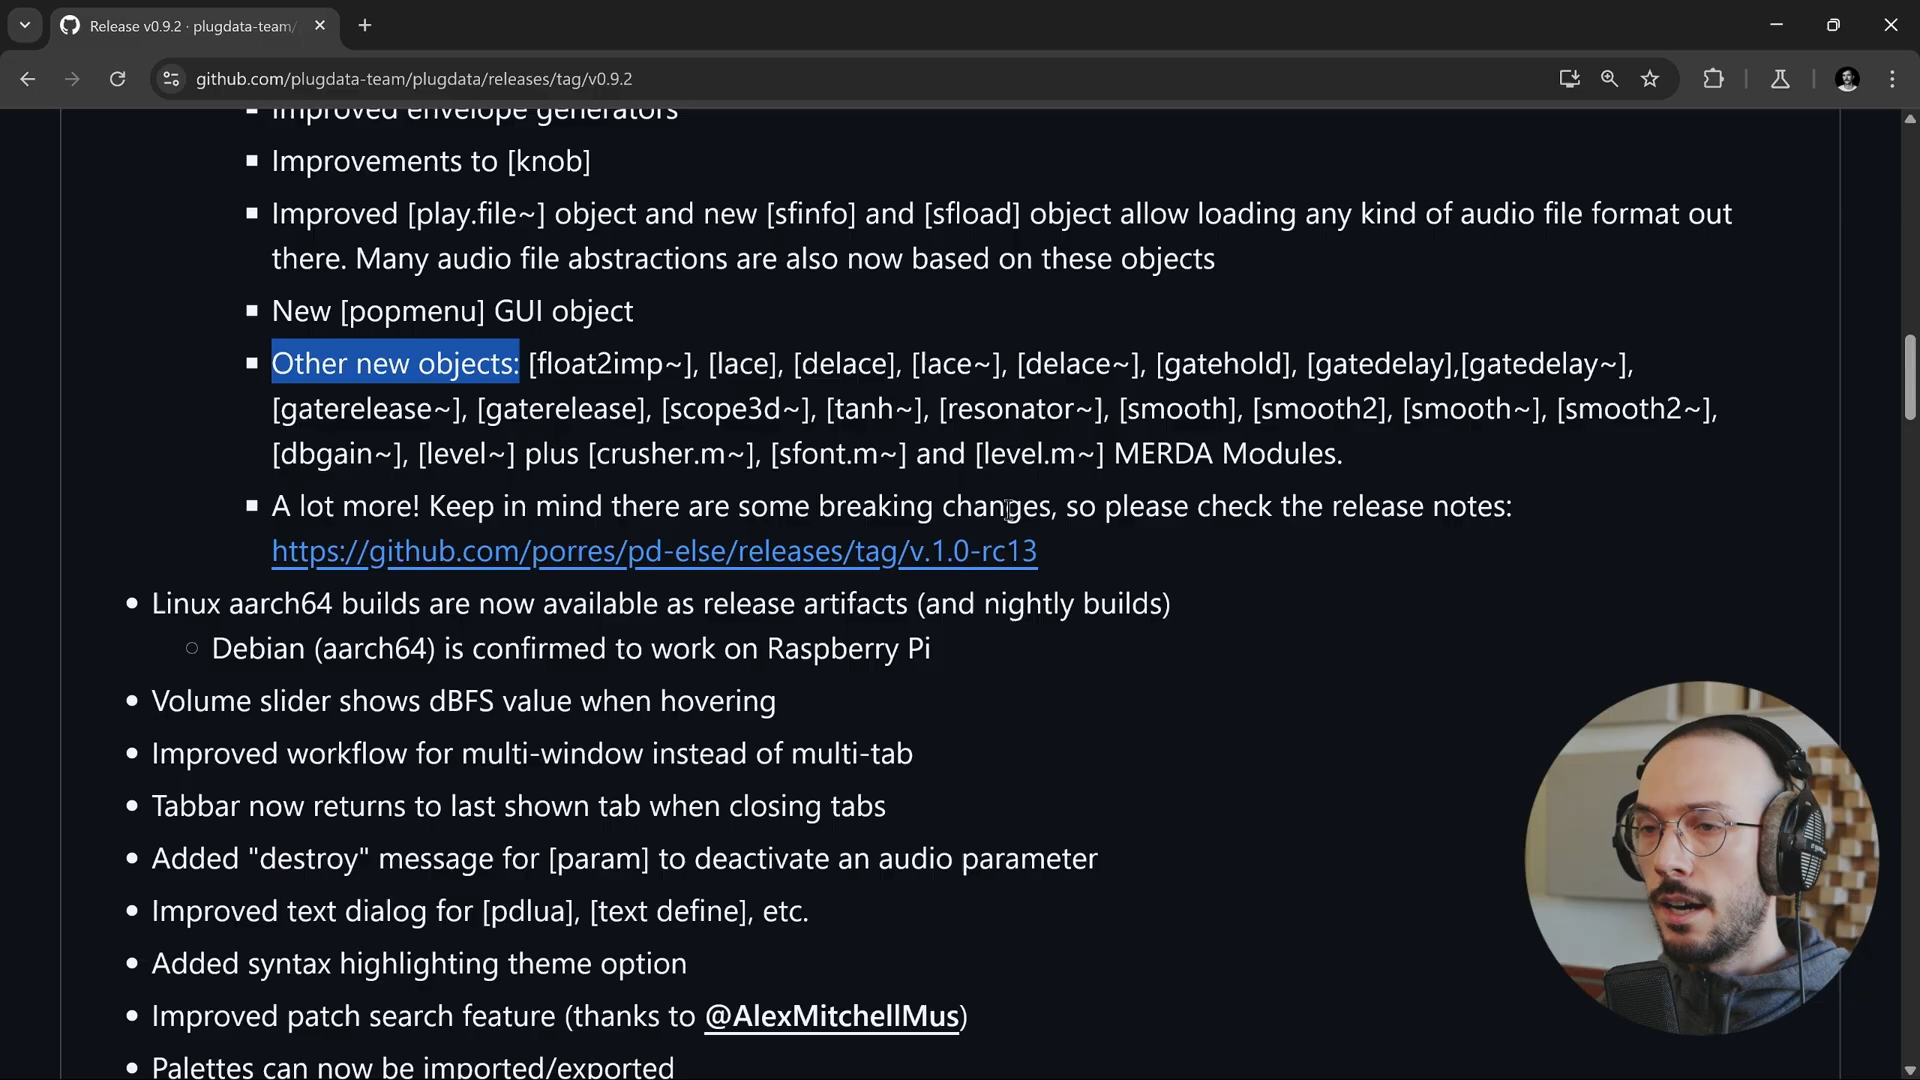 Release v0.9.2 · plugdata-team/
github.com/plugdata-team/plugdata/releases/tag/v0.9.2
Improved envelope generators
Improvements to [knob]
Improved [play.file~] object and new [sfinfo] and [sfload] object allow loading any kind of audio file format out
there. Many audio file abstractions are also now based on these objects
New [popmenu] GUI object
Other new objects: [float2imp~], [lace], [delace], [lace~], [delace~], [gatehold], [gatedelay],[gatedelay~],
[gaterelease~], [gaterelease], [scope3d~], [tanh~], [resonator~], [smooth], [smooth2], [smooth~], [smooth2~],
[dbgain~], [level~] plus [crusher.m~], [sfont.m~] and [level.m~] MERDA Modules.
A lot more! Keep in mind there are some breaking changes, so please check the release notes:
https://github.com/porres/pd-else/releases/tag/v.1.0-rc13
Linux aarch64 builds are now available as release artifacts (and nightly builds)
Debian (aarch64) is confirmed to work on Raspberry Pi
Volume slider shows dBFS value when hovering
Improved workflow for multi-window instead of multi-tab
Tabbar now returns to last shown tab when closing tabs
Added "destroy" message for [param] to deactivate an audio parameter
Improved text dialog for [pdlua], [text define], etc.
Added syntax highlighting theme option
Improved patch search feature (thanks to @AlexMitchellMus)
Palettes can now be imported/exported